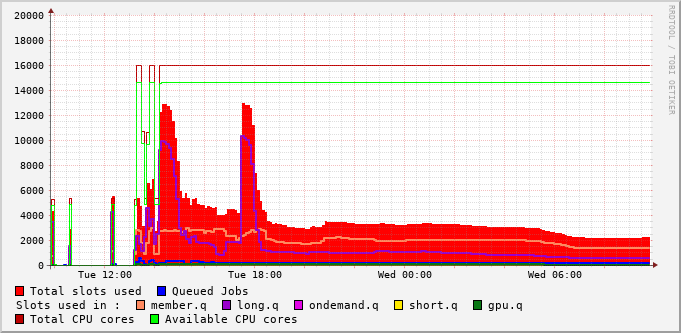 20000
18000
16000
14000
12000
10000
8000
6000
4000
2000
0
Tue 12:00 Tue 18:00 Wed 00:00 Wed 06:00
Total slots used Queued Jobs
Slots used in : member.q long.q ondemand.q short.q gpu.q
Total CPU cores Available CPU cores
RRDTOOL / TOBI OETIKER